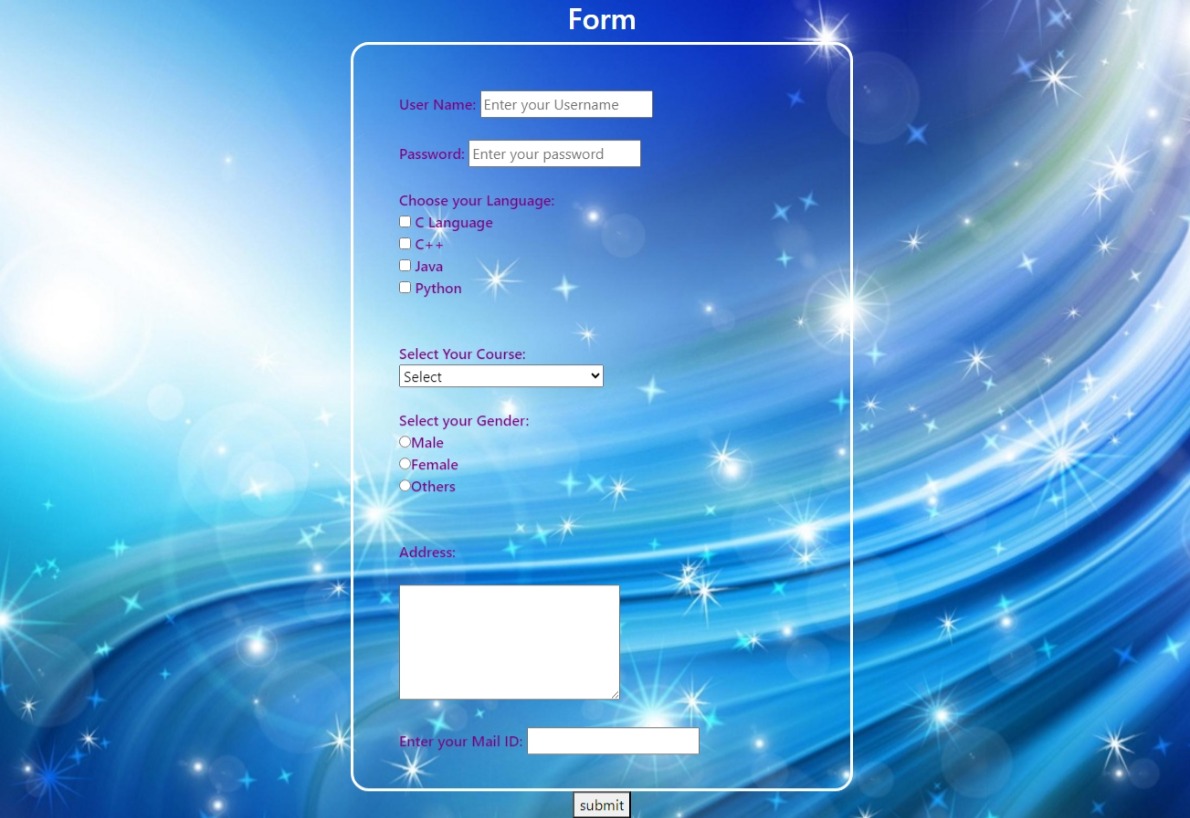 Form
User Name: Enter your Username
Password: Enter your password
Choose your Language:
C Language
C++
Java
Python
Select Your Course:
Select
Select your Gender:
Male
Female
Others
Address:
Enter your Mail ID:
submit